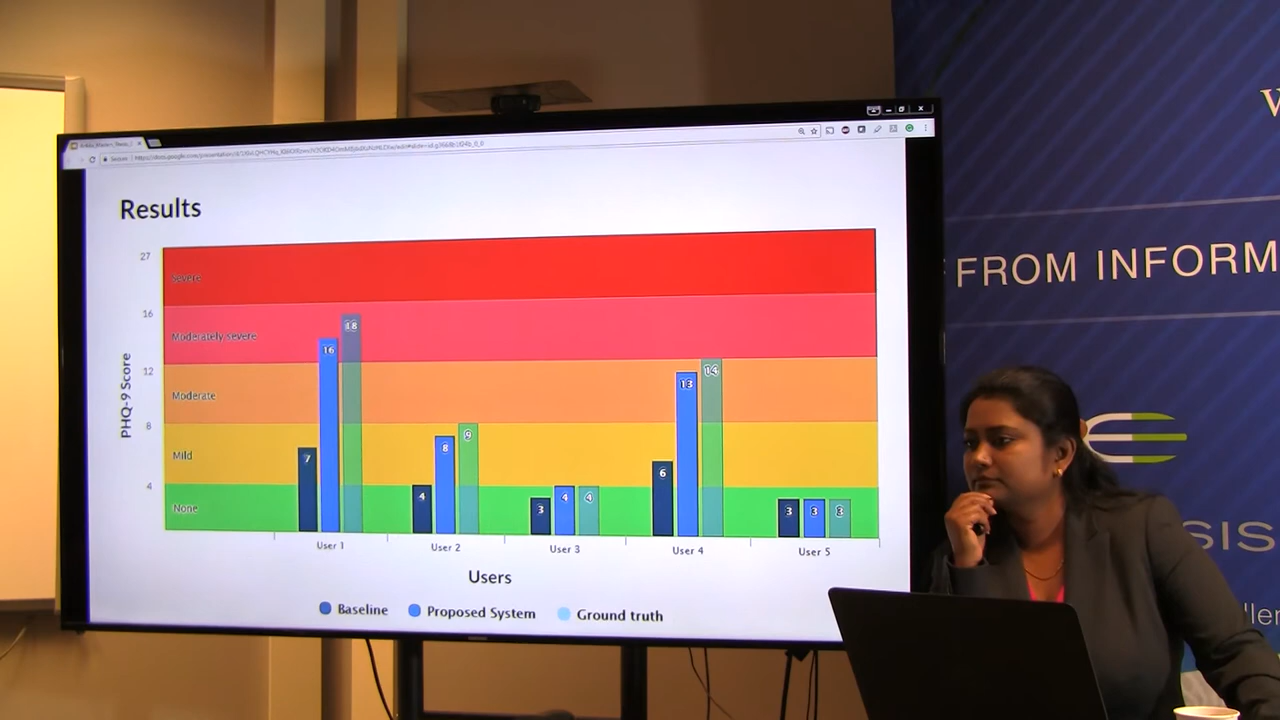 Secure
Results
27
Severe
16
Moderately severe
12
Moderate
8
Mild
4
None
PHQ-9 Score
7
16
18
4
8
9
3
4
4
6
13
14
3
3
3
User 1
User 2
User 3
User 4
User 5
Users
Baseline
Proposed System
Ground truth
FROM INFORM
SIS